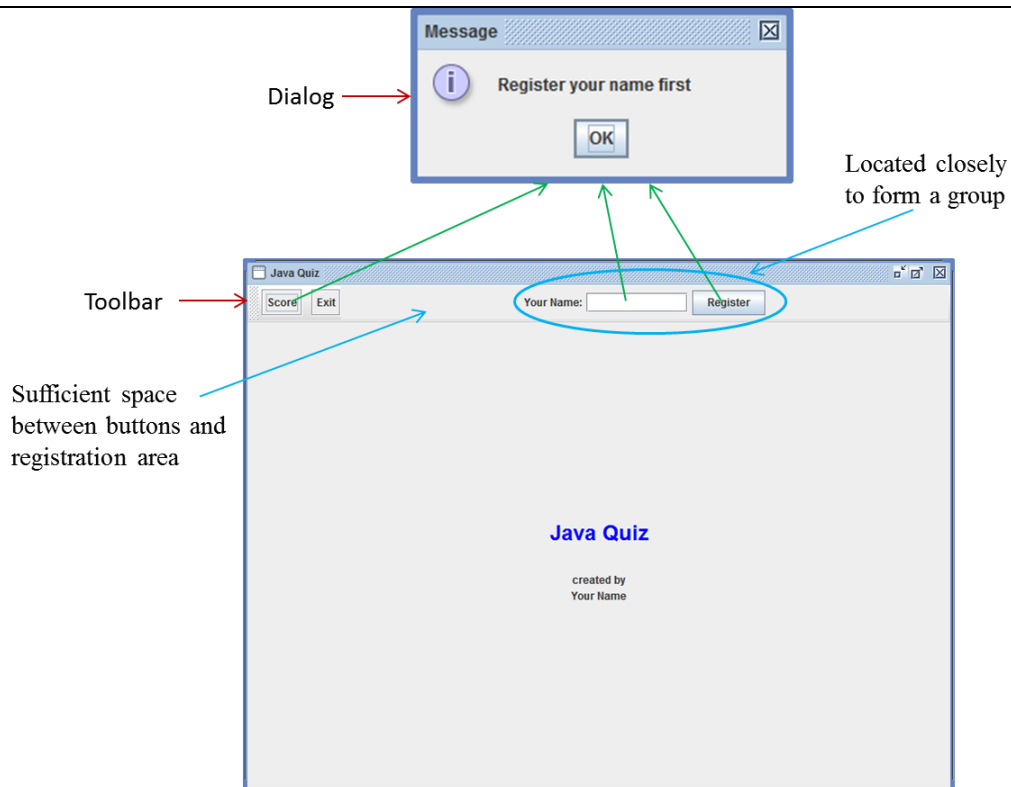 Message
Register your name first
Dialog
OK
Located closely
to form a group
Java Quiz
Toolbar
Score Exit Your Name: Register
Sufficient space
between buttons and
registration area
Java Quiz
created by
Your Name